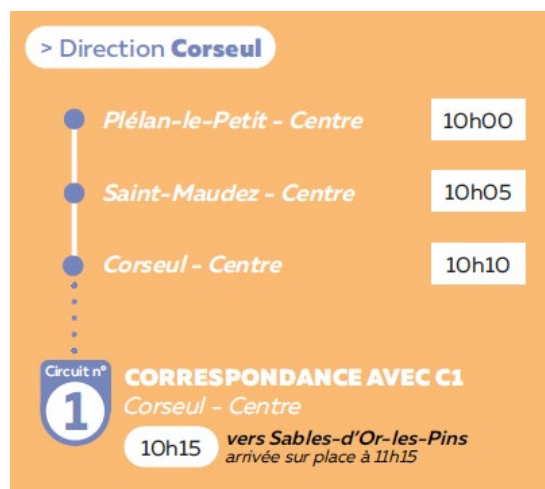 > Direction Corseul
Plélan-le-Petit - Centre 10h00
Saint-Maudez - Centre 10h05
Corseul - Centre 10h10
Circuit n°
1
CORRESPONDANCE AVEC C1
Corseul - Centre
10h15 vers Sables-d'Or-les-Pins
arrivée sur place à 11h15